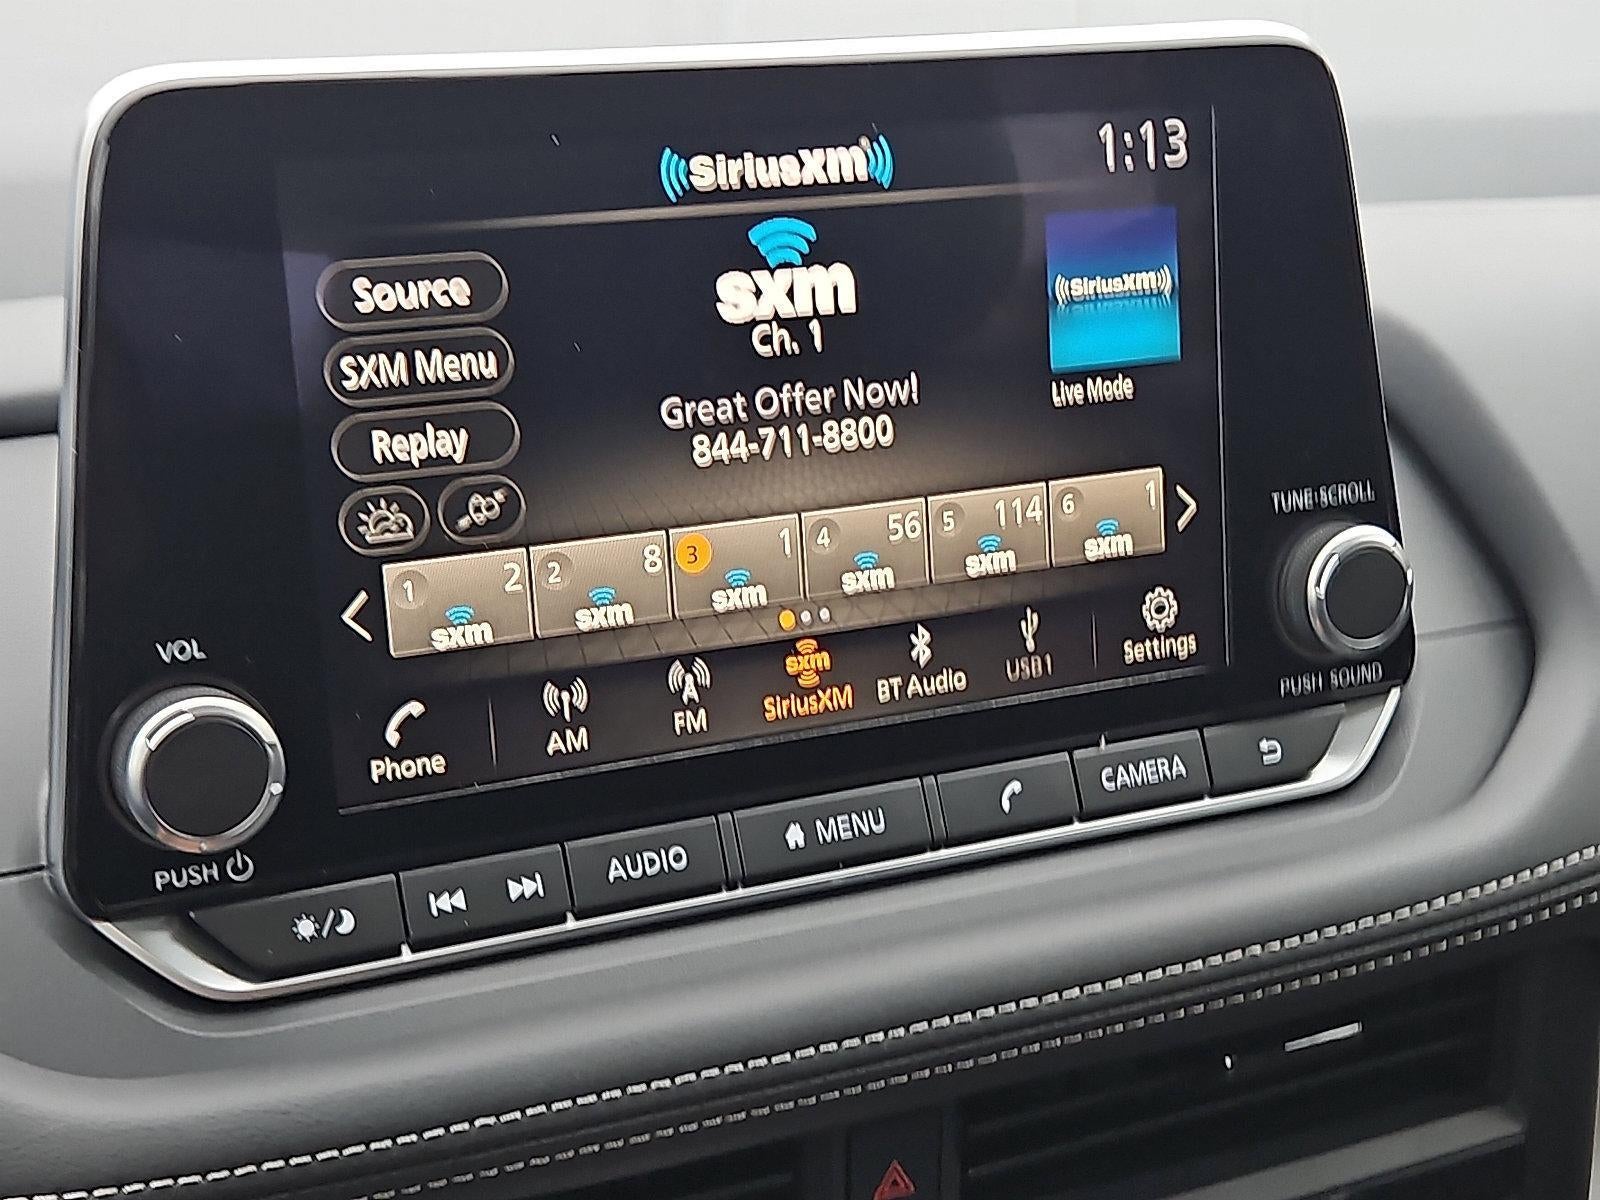 SiriusXM
1:13
Source
SXM Menu
Replay
sxm
Ch. 1
Great Offer Now!
844-711-8800
SiriusXM
Live Mode
1 2 sxm
2 8 sxm
3 1 sxm
4 56 sxm
5 114 sxm
6 1 sxm
Phone
AM
FM
sxm
SiriusXM
BT Audio
USB1
Settings
VOL
PUSH
TUNE·SCROLL
PUSH SOUND
AUDIO
MENU
CAMERA